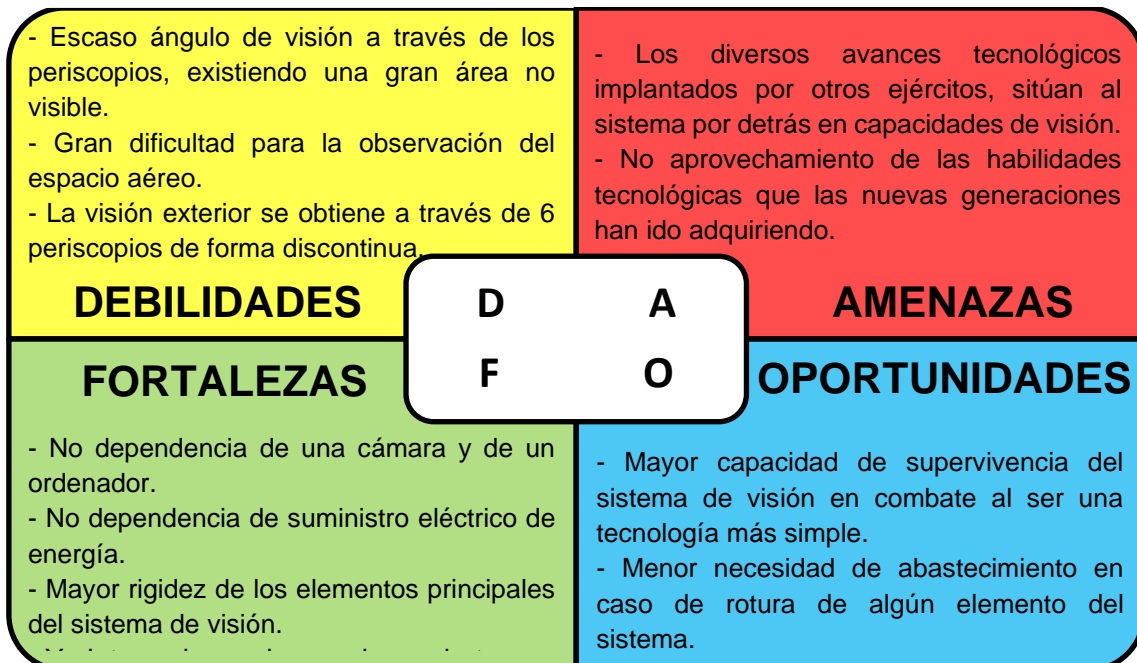 - Escaso ángulo de visión a través de los
periscopios, existiendo una gran área no
visible.
- Gran dificultad para la observación del
espacio aéreo.
- La visión exterior se obtiene a través de 6
periscopios de forma discontinua.
DEBILIDADES
- Los diversos avances tecnológicos
implantados por otros ejércitos, sitúan al
sistema por detrás en capacidades de visión.
- No aprovechamiento de las habilidades
tecnológicas que las nuevas generaciones
han ido adquiriendo.
AMENAZAS
D A
F O
FORTALEZAS
- No dependencia de una cámara y de un
ordenador.
- No dependencia de suministro eléctrico de
energía.
- Mayor rigidez de los elementos principales
del sistema de visión.
OPORTUNIDADES
- Mayor capacidad de supervivencia del
sistema de visión en combate al ser una
tecnología más simple.
- Menor necesidad de abastecimiento en
caso de rotura de algún elemento del
sistema.